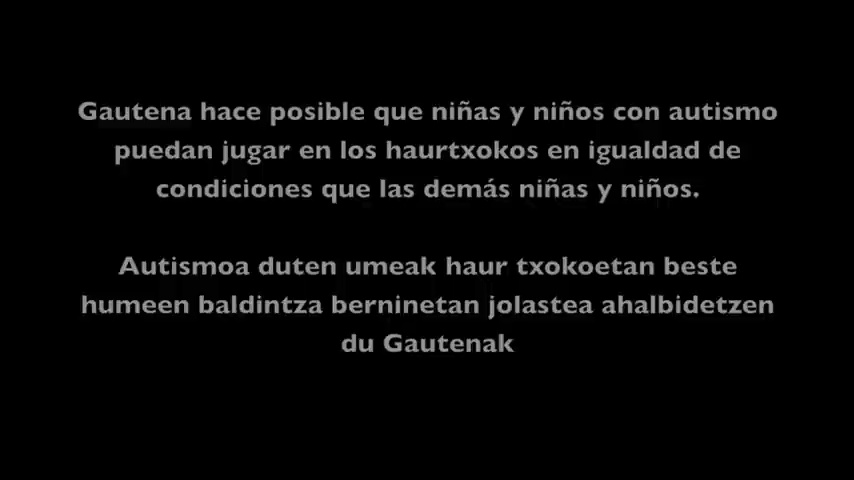 Gautena hace posible que niñas y niños con autismo
puedan jugar en los haurtxokos en igualdad de
condiciones que las demás niñas y niños.
Autismoa duten umeak haur txokoetan beste
humeen baldintza berninetan jolastea ahalbidetzen
du Gautenak